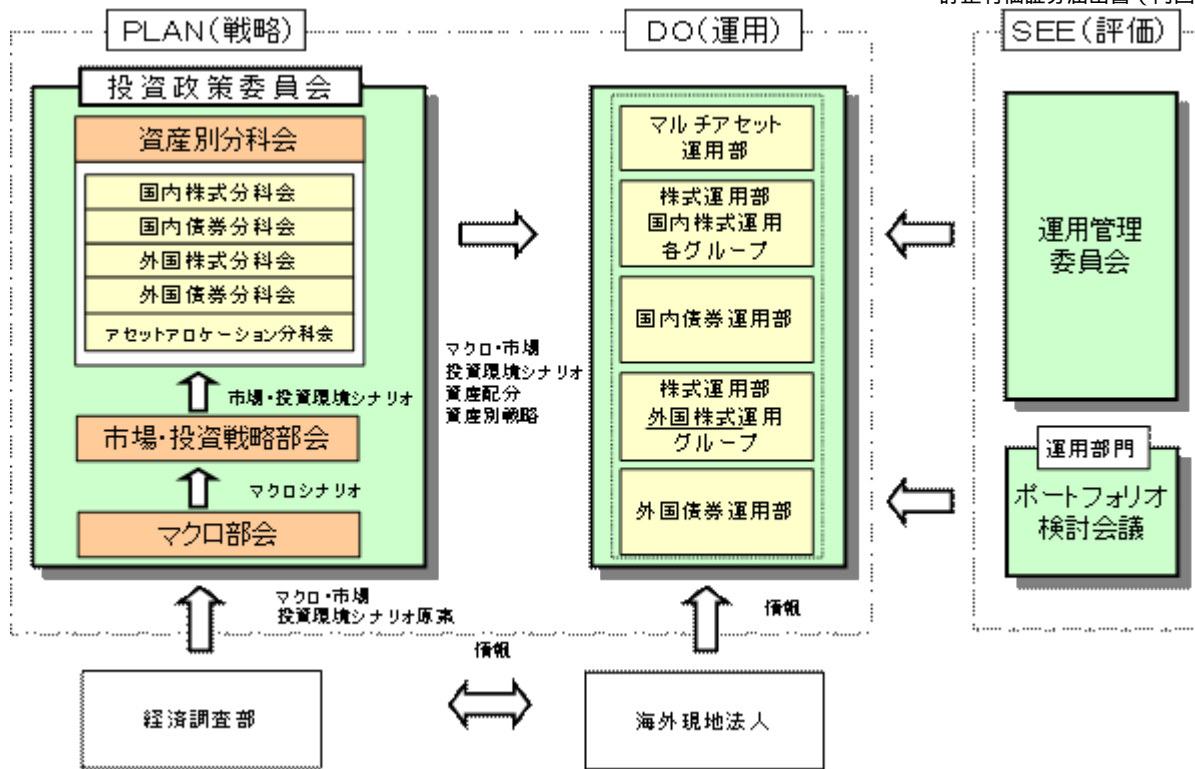 PLAN(戦略)
DO(運用)
SEE(評価)
投資政策委員会
資産別分科会
国内株式分科会
国内債券分科会
外国株式分科会
外国債券分科会
アセットアロケーション分科会
市場・投資環境シナリオ
市場・投資戦略部会
マクロシナリオ
マクロ部会
マクロ・市場
投資環境シナリオ
資産配分
資産別戦略
マルチアセット
運用部
株式運用部
国内株式運用
各グループ
国内債券運用部
株式運用部
外国株式運用
グループ
外国債券運用部
運用管理
委員会
運用部門
ポートフォリオ
検討会議
マクロ・市場
投資環境シナリオ原案
情報
情報
経済調査部
海外現地法人